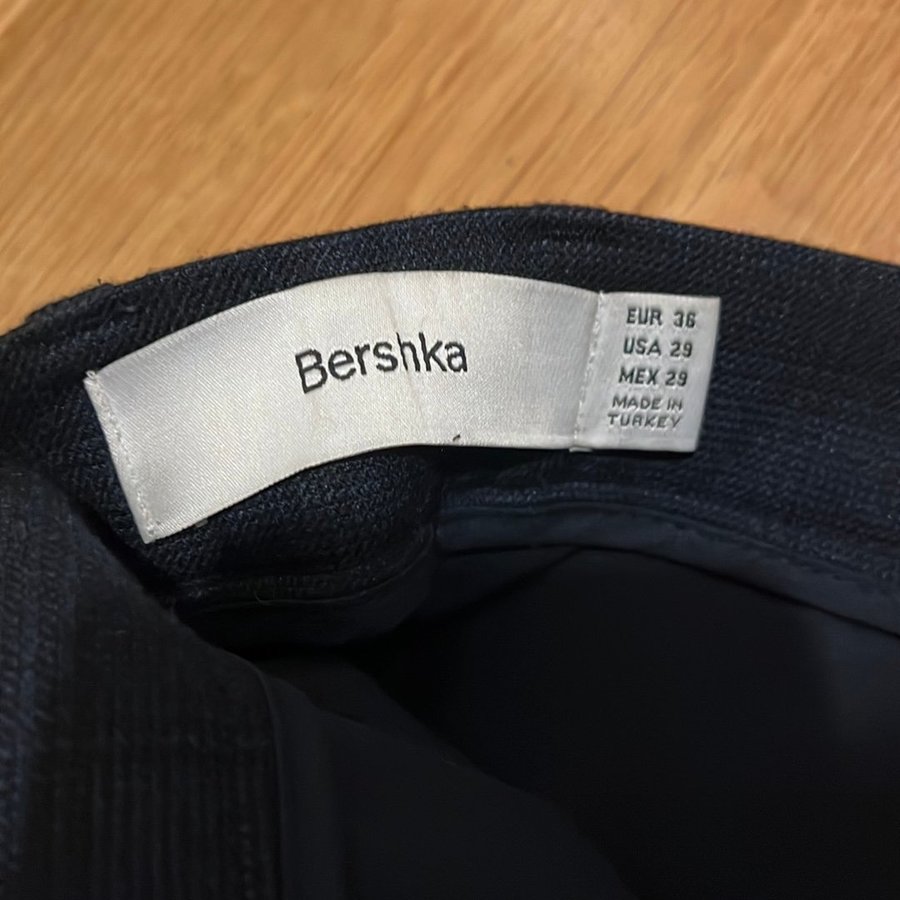 Bershka
EUR 36
USA 29
MEX 29
MADE IN
TURKEY